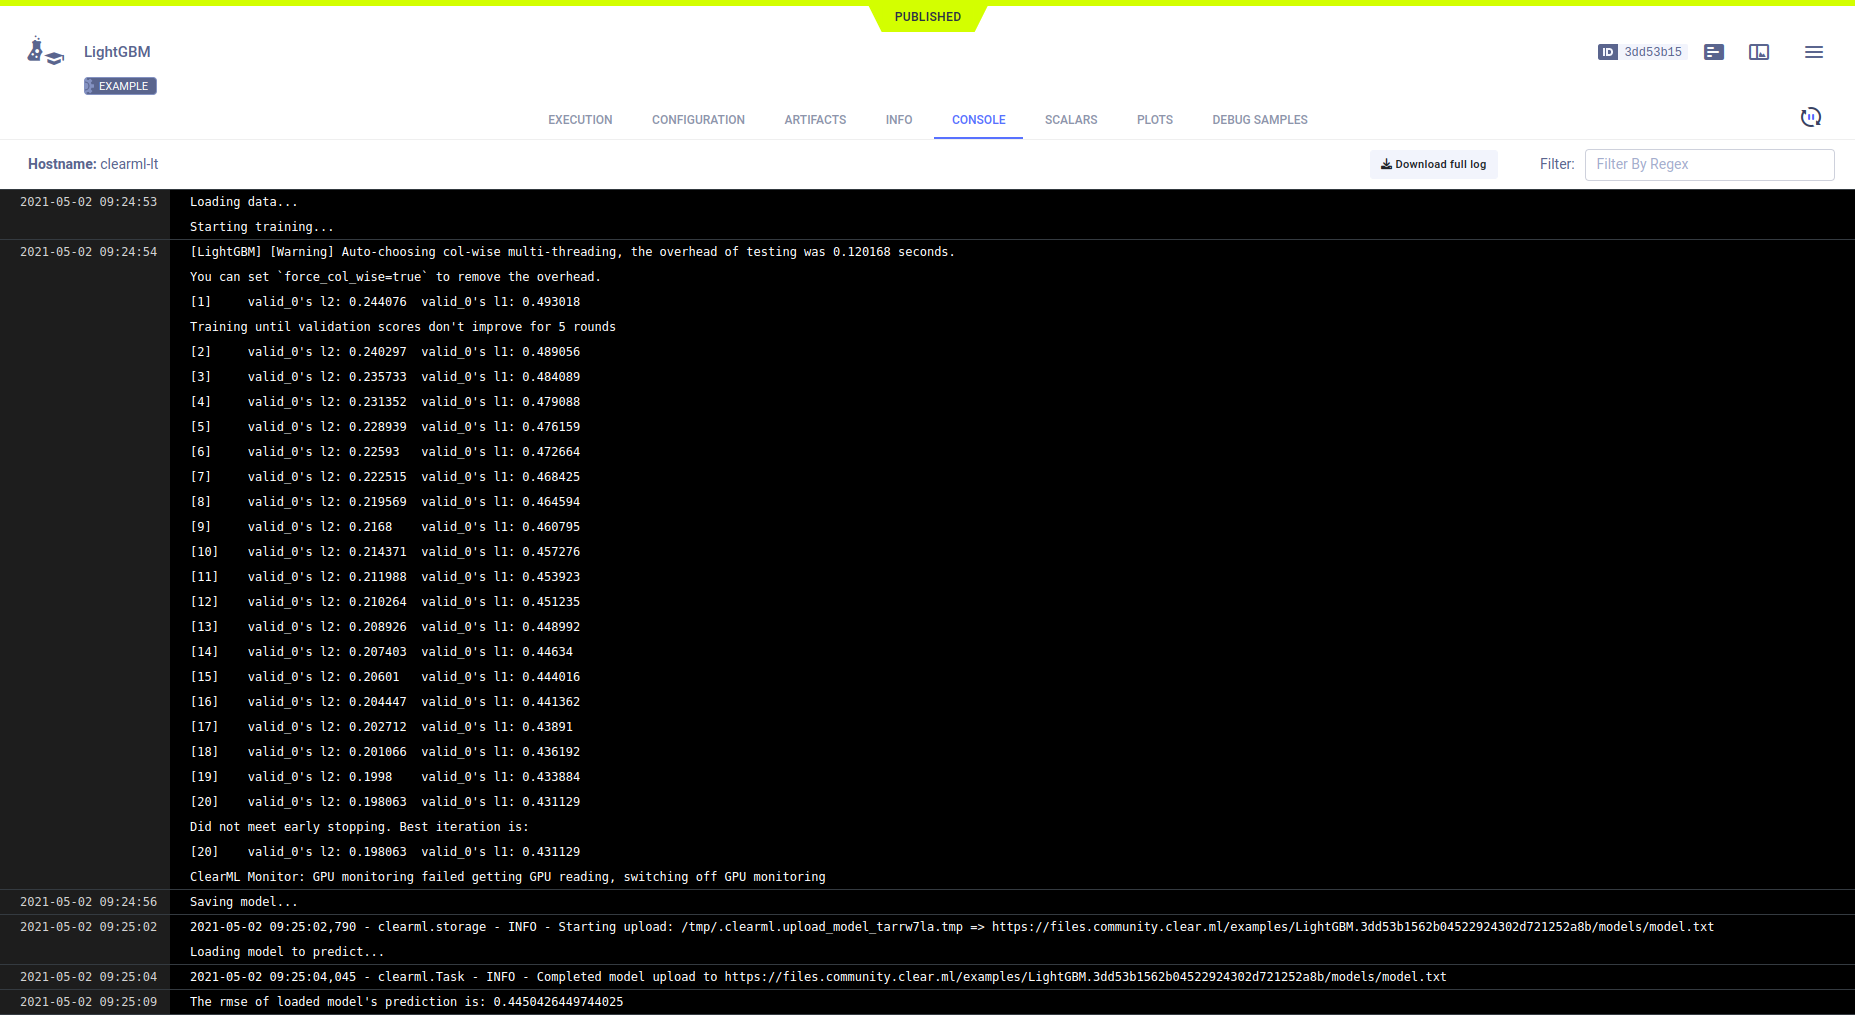 PUBLISHED
LightGBM
ID 3dd53b15
EXAMPLE
EXECUTION CONFIGURATION ARTIFACTS INFO CONSOLE SCALARS PLOTS DEBUG SAMPLES
Hostname: clearml-lt Download full log Filter: Filter By Regex
2021-05-02 09:24:53 Loading data...
Starting training...
2021-05-02 09:24:54 [LightGBM] [Warning] Auto-choosing col-wise multi-threading, the overhead of testing was 0.120168 seconds.
You can set `force_col_wise=true` to remove the overhead.
[1] valid_0's l2: 0.244076 valid_0's l1: 0.493018
Training until validation scores don't improve for 5 rounds
[2] valid_0's l2: 0.240297 valid_0's l1: 0.489056
[3] valid_0's l2: 0.235733 valid_0's l1: 0.484089
[4] valid_0's l2: 0.231352 valid_0's l1: 0.479088
[5] valid_0's l2: 0.228939 valid_0's l1: 0.476159
[6] valid_0's l2: 0.22593 valid_0's l1: 0.472664
[7] valid_0's l2: 0.222515 valid_0's l1: 0.468425
[8] valid_0's l2: 0.219569 valid_0's l1: 0.464594
[9] valid_0's l2: 0.2168 valid_0's l1: 0.460795
[10] valid_0's l2: 0.214371 valid_0's l1: 0.457276
[11] valid_0's l2: 0.211988 valid_0's l1: 0.453923
[12] valid_0's l2: 0.210264 valid_0's l1: 0.451235
[13] valid_0's l2: 0.208926 valid_0's l1: 0.448992
[14] valid_0's l2: 0.207403 valid_0's l1: 0.44634
[15] valid_0's l2: 0.20601 valid_0's l1: 0.444016
[16] valid_0's l2: 0.204447 valid_0's l1: 0.441362
[17] valid_0's l2: 0.202712 valid_0's l1: 0.43891
[18] valid_0's l2: 0.201066 valid_0's l1: 0.436192
[19] valid_0's l2: 0.1998 valid_0's l1: 0.433884
[20] valid_0's l2: 0.198063 valid_0's l1: 0.431129
Did not meet early stopping. Best iteration is:
[20] valid_0's l2: 0.198063 valid_0's l1: 0.431129
ClearML Monitor: GPU monitoring failed getting GPU reading, switching off GPU monitoring
2021-05-02 09:24:56 Saving model...
2021-05-02 09:25:02 2021-05-02 09:25:02,790 - clearml.storage - INFO - Starting upload: /tmp/.clearml.upload_model_tarrw7la.tmp => https://files.community.clear.ml/examples/LightGBM.3dd53b1562b04522924302d721252a8b/models/model.txt
Loading model to predict...
2021-05-02 09:25:04 2021-05-02 09:25:04,045 - clearml.Task - INFO - Completed model upload to https://files.community.clear.ml/examples/LightGBM.3dd53b1562b04522924302d721252a8b/models/model.txt
2021-05-02 09:25:09 The rmse of loaded model's prediction is: 0.4450426449744025